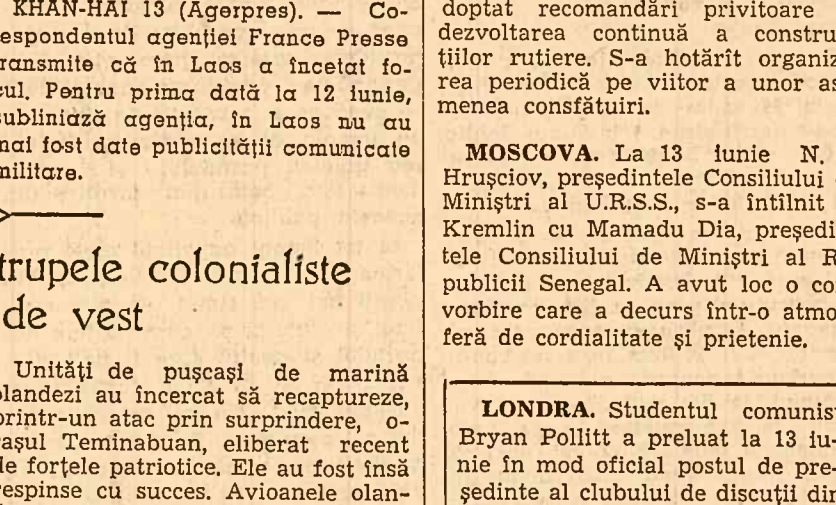 KHAN-HAI 13 (Agerpres). — Co-
espondentul agenției France Presse
ransmite că în Laos a încetat fo-
cul. Pentru prima dată la 12 iunie,
subliniază agenția, în Laos nu au
mai fost date publicității comunicate
militare.
trupele colonialiste
de vest
Unități de pușcași de marină
olandezi au încercat să recaptureze,
printr-un atac prin surprindere, o-
rașul Teminabuan, eliberat recent
de forțele patriotice. Ele au fost însă
respinse cu succes. Avioanele olan-
doptat recomandări privitoare
dezvoltarea continuă a constru
țiilor rutiere. S-a hotărît organiz
rea periodică pe viitor a unor as
menea consfătuiri.
MOSCOVA. La 13 iunie N.
Hrușciov, președintele Consiliului
Miniștri al U.R.S.S., s-a întîlnit
Kremlin cu Mamadu Dia, președi
tele Consiliului de Miniștri al R
publicii Senegal. A avut loc o co
vorbire care a decurs într-o atmo
feră de cordialitate și prietenie.
LONDRA. Studentul comunis
Bryan Pollitt a preluat la 13 iu-
nie în mod oficial postul de pre-
ședinte al clubului de discuții din